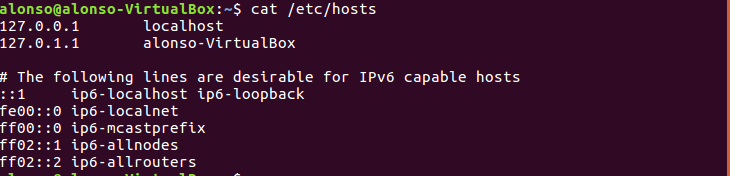 alonso@alonso-VirtualBox:~$ cat /etc/hosts
127.0.0.1 localhost
127.0.1.1 alonso-VirtualBox
# The following lines are desirable for IPv6 capable hosts
::1 ip6-localhost ip6-loopback
fe00::0 ip6-localnet
ff00::0 ip6-mcastprefix
ff02::1 ip6-allnodes
ff02::2 ip6-allrouters